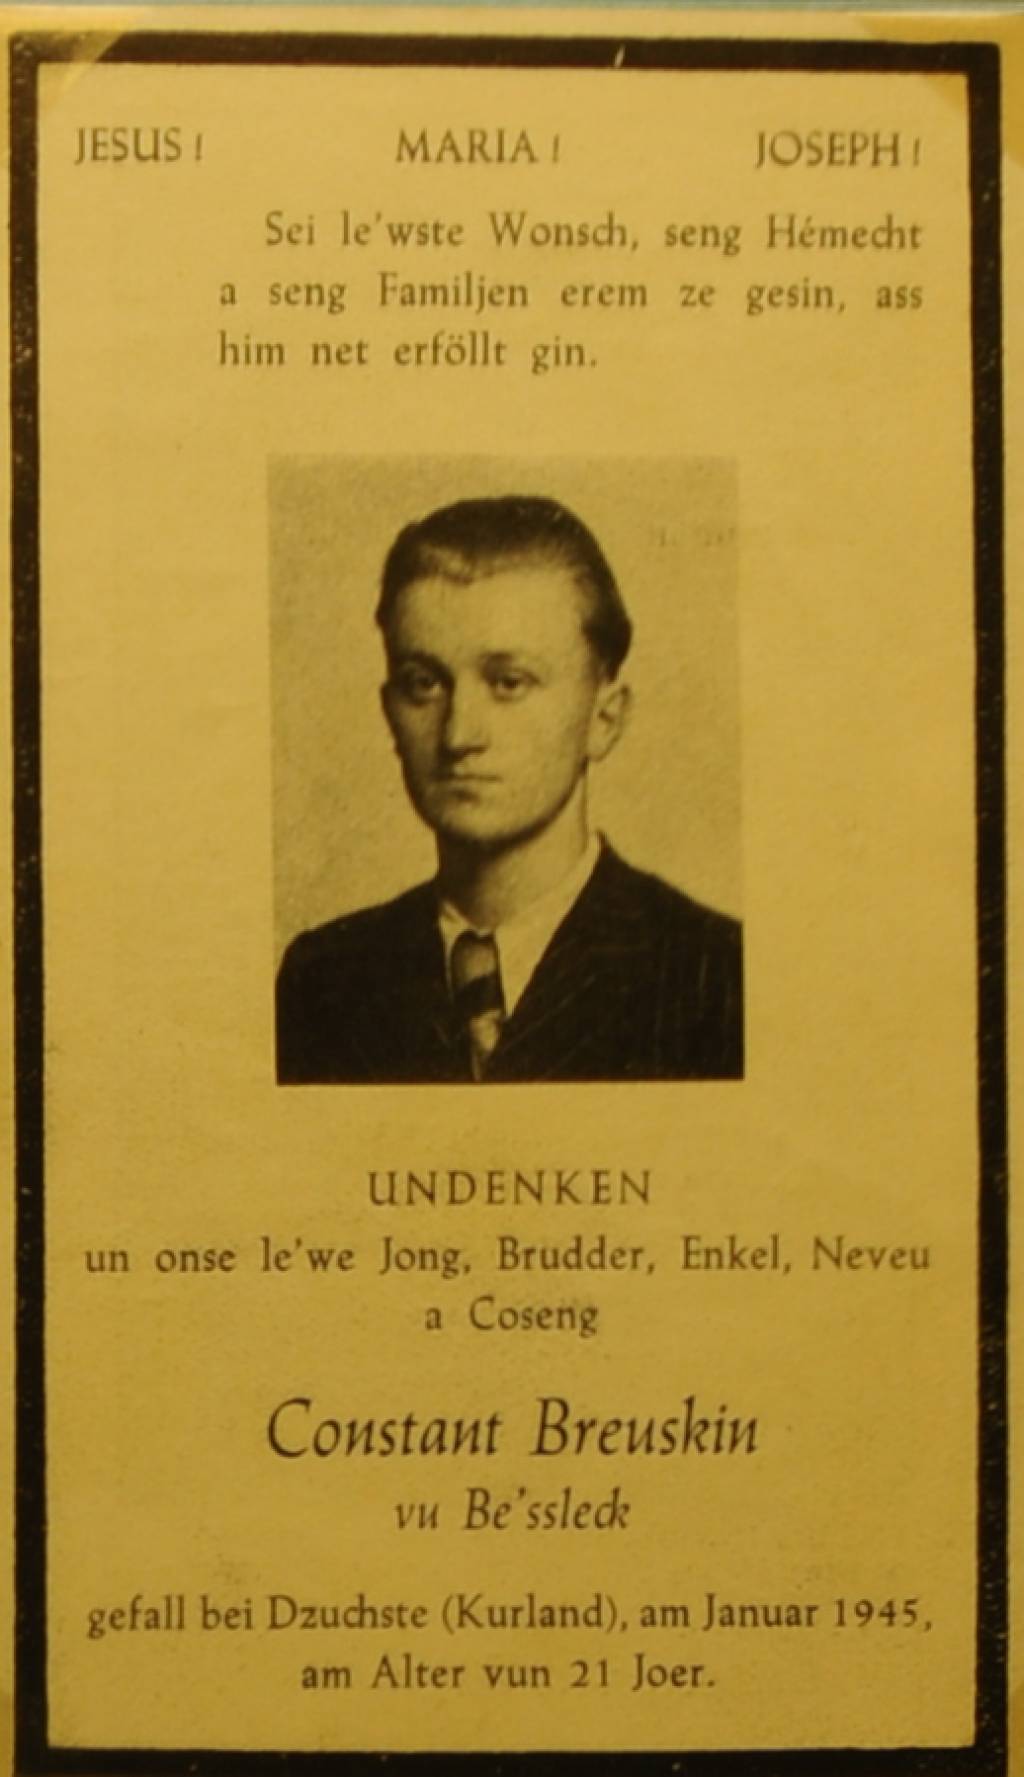 JESUS! MARIA! JOSEPH!
Sei le'wste Wonsch, seng Hémecht
a seng Familjen erem ze gesin, ass
him net erföllt gin.
UNDENKEN
un onse le'we Jong, Brudder, Enkel, Neveu
a Coseng
Constant Breuskin
vu Be'ssleck
gefall bei Dzuchste (Kurland), am Januar 1945,
am Alter vun 21 Joer.